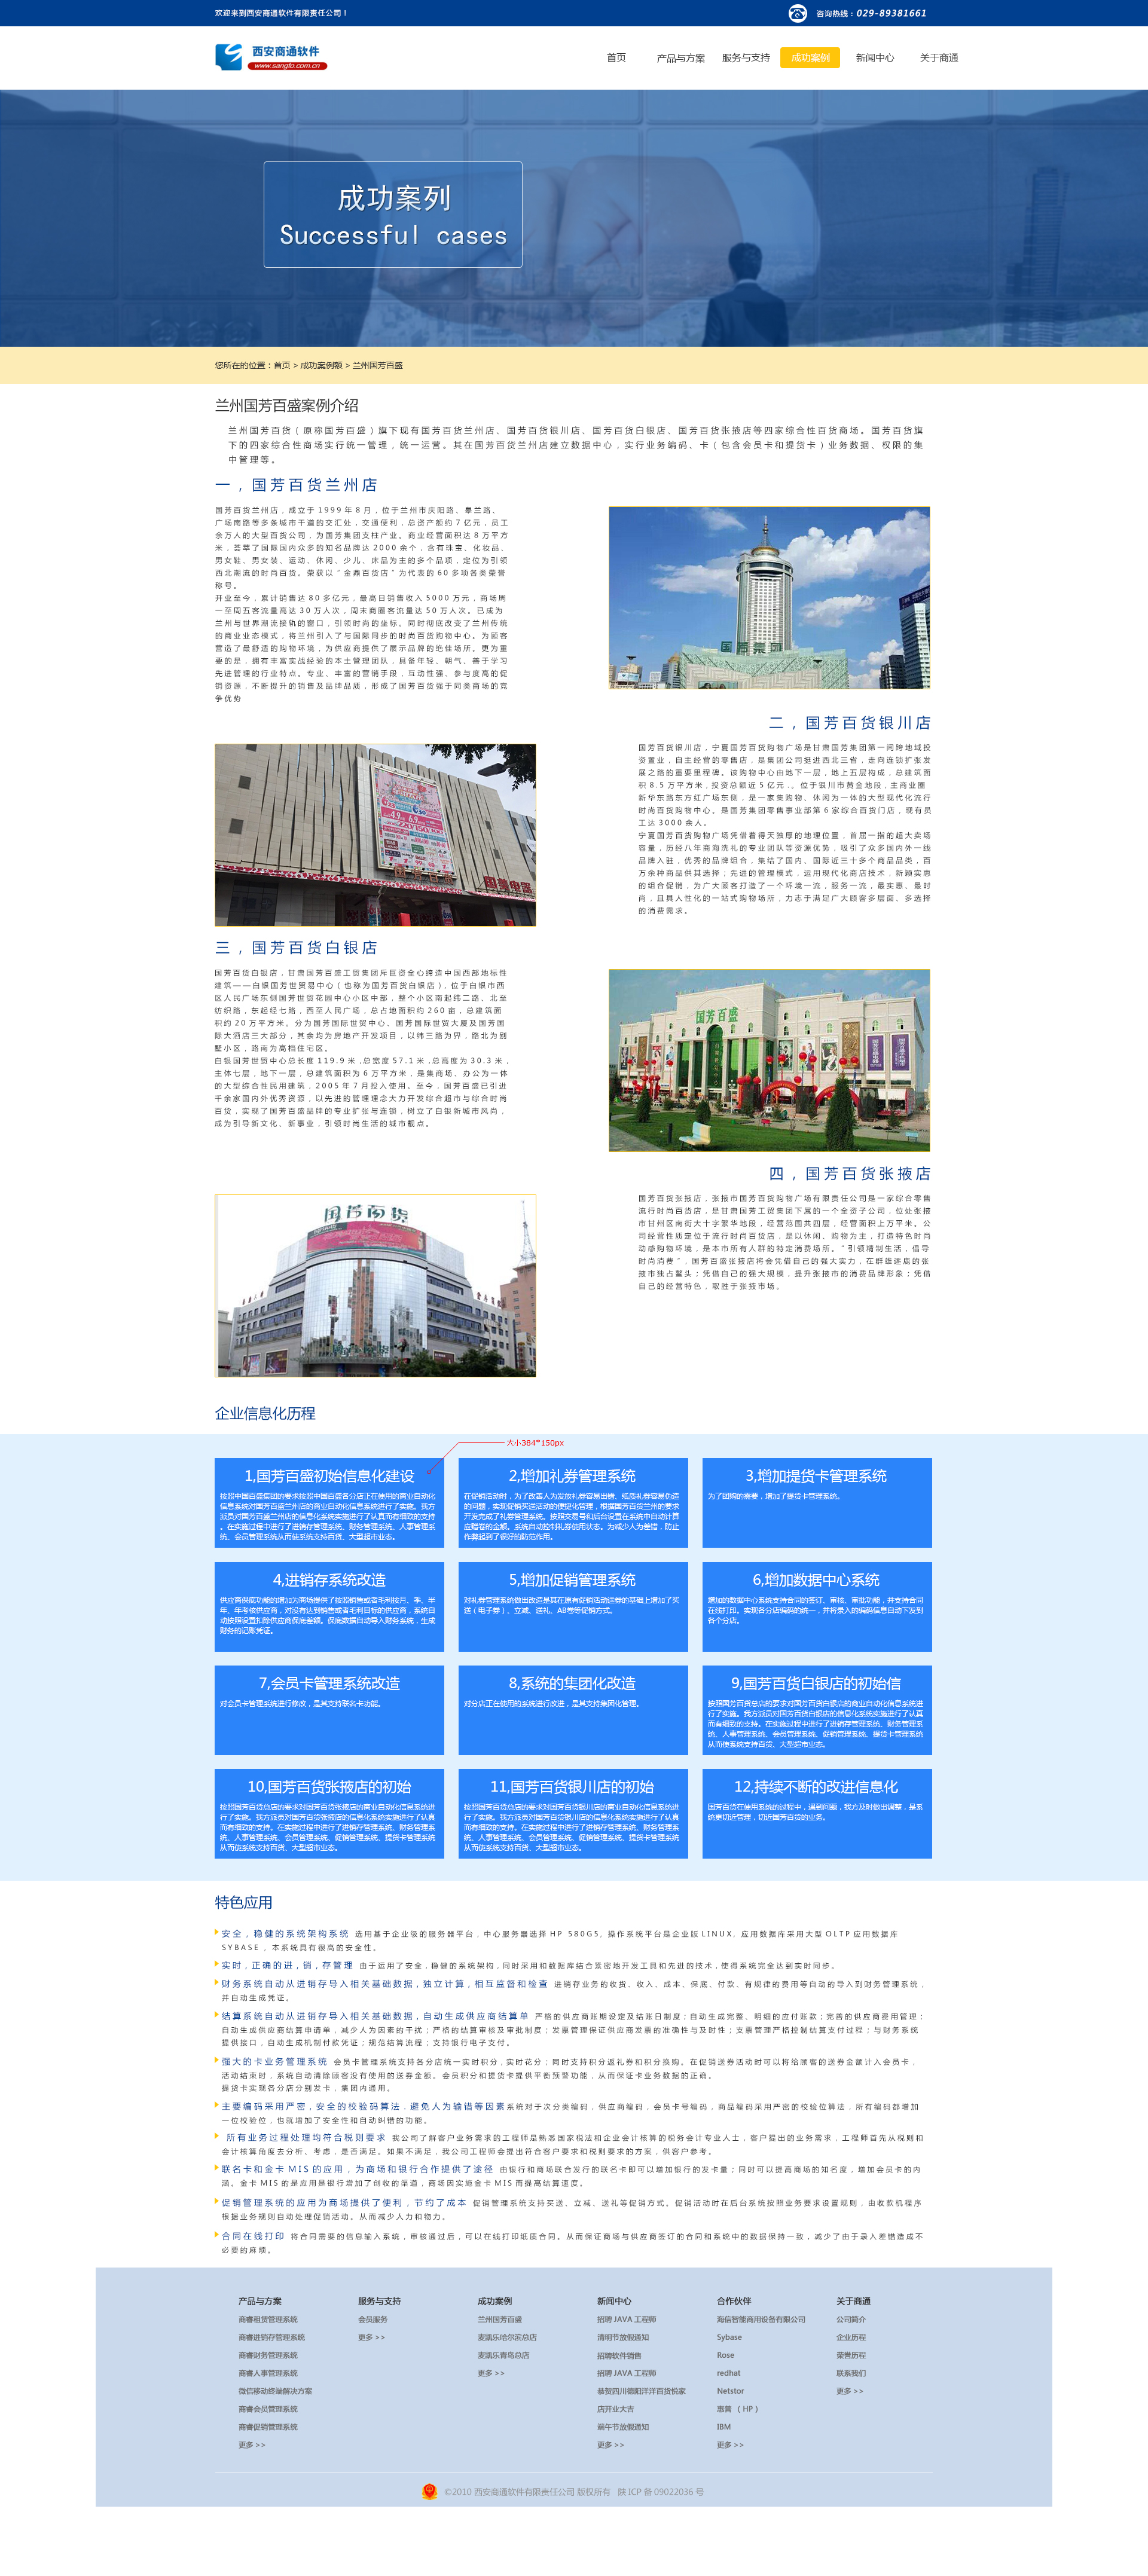 欢迎来到西安商通软件有限责任公司！
咨询热线：029-89381661
西安商通软件
www.sangto.com.cn
首页
产品与方案
服务与支持
成功案例
新闻中心
关于商通
成功案列
Successful cases
您所在的位置：首页 > 成功案例额 > 兰州国芳百盛
兰州国芳百盛案例介绍
兰州国芳百货（原称国芳百盛）旗下现有国芳百货兰州店、国芳百货银川店、国芳百货白银店、国芳百货张掖店等四家综合性百货商场。国芳百货旗
下的四家综合性商场实行统一管理，统一运营。其在国芳百货兰州店建立数据中心，实行业务编码、卡（包含会员卡和提货卡）业务数据、权限的集
中管理等。
一，国芳百货兰州店
国芳百货兰州店，成立于1999年8月，位于兰州市庆阳路、皋兰路、
广场南路等多条城市干道的交汇处，交通便利，总资产额约7亿元，员工
余万人的大型百货公司，为国芳集团支柱产业。商业经营面积达8万平方
米，荟萃了国际国内众多的知名品牌达2000余个，含有珠宝、化妆品、
男女鞋、男女装、运动、休闲、少儿、床品为主的多个品项，定位为引领
西北潮流的时尚百货。荣获以“金鼎百货店”为代表的60多项各类荣誉
称号。
开业至今，累计销售达80多亿元，最高日销售收入5000万元，商场周
一至周五客流量高达30万人次，周末商圈客流量达50万人次。已成为
兰州与世界潮流接轨的窗口，引领时尚的坐标。同时彻底改变了兰州传统
的商业业态模式，将兰州引入了与国际同步的时尚百货购物中心。为顾客
营造了最舒适的购物环境，为供应商提供了展示品牌的绝佳场所。更为重
要的是，拥有丰富实战经验的本土管理团队，具备年轻、朝气、善于学习
先进管理的行业特点。专业、丰富的营销手段，互动性强、参与度高的促
销资源，不断提升的销售及品牌品质，形成了国芳百货强于同类商场的竞
争优势
国芳集团
二，国芳百货银川店
国芳百货银川店，宁夏国芳百货购物广场是甘肃国芳集团第一间跨地域投
资置业，自主经营的零售店，是集团公司挺进西北三省，走向连锁扩张发
展之路的重要里程碑。该购物中心由地下一层，地上五层构成，总建筑面
积8.5万平方米,投资总额近5亿元.。位于银川市黄金地段,主商业圈
新华东路东方红广场东侧，是一家集购物、休闲为一体的大型现代化流行
时尚百货购物中心。是国芳集团零售事业部第6家综合百货门店，现有员
工达3000余人。
宁夏国芳百货购物广场凭借着得天独厚的地理位置，首屈一指的超大卖场
容量，历经八年商海洗礼的专业团队等资源优势，吸引了众多国内外一线
品牌入驻，优秀的品牌组合，集结了国内、国际近三十多个商品品类，百
万余种商品供其选择；先进的管理模式，运用现代化商店技术，新颖实惠
的组合促销，为广大顾客打造了一个环境一流，服务一流，最实惠、最时
尚，且具人性化的一站式购物场所，力志于满足广大顾客多层面、多选择
的消费需求。
三，国芳百货白银店
国芳百货白银店，甘肃国芳百盛工贸集团斥巨资全心缔造中国西部地标性
建筑——白银国芳世贸易中心（也称为国芳百货白银店），位于白银市西
区人民广场东侧国芳世贸花园中心小区中部，整个小区南起纬二路、北至
纺织路，东起经七路，西至人民广场，总占地面积约260亩，总建筑面
积约20万平方米。分为国芳国际世贸中心、国芳国际世贸大厦及国芳国
际大酒店三大部分，其余均为房地产开发项目，以纬三路为界，路北为别
墅小区，路南为高档住宅区。
白银国芳世贸中心总长度119.9米,总宽度57.1米,总高度为30.3米，
主体七层，地下一层，总建筑面积为6万平方米，是集商场、办公为一体
的大型综合性民用建筑，2005年7月投入使用。至今，国芳百盛已引进
千余家国内外优秀资源，以先进的管理理念大力开发综合超市与综合时尚
百货，实现了国芳百盛品牌的专业扩张与连锁，树立了白银新城市风尚，
成为引导新文化、新事业，引领时尚生活的城市靓点。
国芳百盛
四，国芳百货张掖店
国芳百货张掖店，张掖市国芳百货购物广场有限责任公司是一家综合零售
流行时尚百货店，是甘肃国芳工贸集团下属的一个全资子公司，位处张掖
市甘州区南街大十字繁华地段，经营范围共四层，经营面积上万平米。公
司经营性质定位于流行时尚百货店，是以休闲、购物为主，打造特色时尚
动感购物环境，是本市所有人群的特定消费场所。“引领精制生活，倡导
时尚消费”，国芳百盛张掖店将会凭借自己的强大实力，在群雄逐鹿的张
掖市独占鳌头；凭借自己的强大规模，提升张掖市的消费品牌形象；凭借
自己的经营特色，取胜于张掖市场。
国芳百货
企业信息化历程
大小384*150px
1,国芳百盛初始信息化建设
按照中国百盛集团的要求按照中国百盛各分店正在使用的商业自动化
信息系统对国芳百盛兰州店的商业自动化信息系统进行了实施。我方
派员对国芳百盛兰州店的信息化系统实施进行了认真而有细致的支持
。在实施过程中进行了进销存管理系统、财务管理系统、人事管理系
统、会员管理系统从而使系统支持百货、大型超市业态。
2,增加礼券管理系统
在促销活动时，为了改善人为发放礼券容易出错、纸质礼券容易伪造
的问题，实现促销买送活动的便捷化管理，根据国芳百货兰州的要求
开发完成了礼券管理系统。按照交易号和后台设置在系统中自动计算
应赠卷的金额。系统自动控制礼券使用状态。为减少人为差错，防止
作弊起到了很好的防范作用。
3,增加提货卡管理系统
为了团购的需要，增加了提货卡管理系统。
4,进销存系统改造
供应商保底功能的增加为商场提供了按照销售或者毛利按月、季、半
年、年考核供应商，对没有达到销售或者毛利目标的供应商，系统自
动按照设置扣除供应商保底差额。保底数据自动导入财务系统，生成
财务的记账凭证。
5,增加促销管理系统
对礼券管理系统做出改造是其在原有促销活动送券的基础上增加了买
送（电子券）、立减、送礼、AB卷等促销方式。
6,增加数据中心系统
增加的数据中心系统支持合同的签订、审核、审批功能，并支持合同
在线打印。实现各分店编码的统一，并将录入的编码信息自动下发到
各个分店。
7,会员卡管理系统改造
对会员卡管理系统进行修改，是其支持联名卡功能。
8,系统的集团化改造
对分店正在使用的系统进行改进，是其支持集团化管理。
9,国芳百货白银店的初始信
按照国芳百货总店的要求对国芳百货白银店的商业自动化信息系统进
行了实施。我方派员对国芳百货白银店的信息化系统实施进行了认真
而有细致的支持。在实施过程中进行了进销存管理系统、财务管理系
统、人事管理系统、会员管理系统、促销管理系统、提货卡管理系统
从而使系统支持百货、大型超市业态。
10,国芳百货张掖店的初始
按照国芳百货总店的要求对国芳百货张掖店的商业自动化信息系统进
行了实施。我方派员对国芳百货张掖店的信息化系统实施进行了认真
而有细致的支持。在实施过程中进行了进销存管理系统、财务管理系
统、人事管理系统、会员管理系统、促销管理系统、提货卡管理系统
从而使系统支持百货、大型超市业态。
11,国芳百货银川店的初始
按照国芳百货总店的要求对国芳百货银川店的商业自动化信息系统进
行了实施。我方派员对国芳百货银川店的信息化系统实施进行了认真
而有细致的支持。在实施过程中进行了进销存管理系统、财务管理系
统、人事管理系统、会员管理系统、促销管理系统、提货卡管理系统
从而使系统支持百货、大型超市业态。
12,持续不断的改进信息化
国芳百货在使用系统的过程中，遇到问题，我方及时做出调整，是系
统更切近管理，切近国芳百货的业务。
特色应用
安全，稳健的系统架构系统 选用基于企业级的服务器平台，中心服务器选择HP 580G5, 操作系统平台是企业版LINUX, 应用数据库采用大型OLTP应用数据库
SYBASE，本系统具有很高的安全性。
实时，正确的进，销，存管理 由于运用了安全，稳健的系统架构，同时采用和数据库结合紧密地开发工具和先进的技术，使得系统完全达到实时同步。
财务系统自动从进销存导入相关基础数据，独立计算，相互监督和检查 进销存业务的收货、收入、成本、保底、付款、有规律的费用等自动的导入到财务管理系统，
并自动生成凭证。
结算系统自动从进销存导入相关基础数据，自动生成供应商结算单 严格的供应商账期设定及结账日制度；自动生成完整、明细的应付账款；完善的供应商费用管理；
自动生成供应商结算申请单，减少人为因素的干扰；严格的结算审核及审批制度；发票管理保证供应商发票的准确性与及时性；支票管理严格控制结算支付过程；与财务系统
提供接口，自动生成机制付款凭证；规范结算流程；支持银行电子支付。
强大的卡业务管理系统 会员卡管理系统支持各分店统一实时积分，实时花分；同时支持积分返礼券和积分换购。在促销送券活动时可以将给顾客的送券金额计入会员卡，
活动结束时，系统自动清除顾客没有使用的送券金额。会员积分和提货卡提供平衡预警功能，从而保证卡业务数据的正确。
提货卡实现各分店分别发卡，集团内通用。
主要编码采用严密，安全的校验码算法．避免人为输错等因素系统对于次分类编码，供应商编码，会员卡号编码，商品编码采用严密的校验位算法，所有编码都增加
一位校验位，也就增加了安全性和自动纠错的功能。
所有业务过程处理均符合税则要求 我公司了解客户业务需求的工程师是熟悉国家税法和企业会计核算的税务会计专业人士，客户提出的业务需求，工程师首先从税则和
会计核算角度去分析、考虑，是否满足。如果不满足，我公司工程师会提出符合客户要求和税则要求的方案，供客户参考。
联名卡和金卡MIS的应用，为商场和银行合作提供了途径 由银行和商场联合发行的联名卡即可以增加银行的发卡量；同时可以提高商场的知名度，增加会员卡的内
涵。金卡MIS的是应用是银行增加了创收的渠道，商场因实施金卡MIS而提高结算速度。
促销管理系统的应用为商场提供了便利，节约了成本 促销管理系统支持买送、立减、送礼等促销方式。促销活动时在后台系统按照业务要求设置规则，由收款机程序
根据业务规则自动处理促销活动。从而减少人力和物力。
合同在线打印 将合同需要的信息输入系统，审核通过后，可以在线打印纸质合同。从而保证商场与供应商签订的合同和系统中的数据保持一致，减少了由于录入差错造成不
必要的麻烦。
产品与方案
商睿租赁管理系统
商睿进销存管理系统
商睿财务管理系统
商睿人事管理系统
微信移动终端解决方案
商睿会员管理系统
商睿促销管理系统
更多 >>
服务与支持
会员服务
更多 >>
成功案例
兰州国芳百盛
麦凯乐哈尔滨总店
麦凯乐青岛总店
更多 >>
新闻中心
招聘 JAVA 工程师
清明节放假通知
招聘软件销售
招聘 JAVA 工程师
恭贺四川德阳洋洋百货悦家
店开业大吉
端午节放假通知
更多 >>
合作伙伴
海信智能商用设备有限公司
Sybase
Rose
redhat
Netstor
惠普 （HP）
IBM
更多 >>
关于商通
公司简介
企业历程
荣誉历程
联系我们
更多 >>
©2010 西安商通软件有限责任公司 版权所有 陕 ICP 备 09022036 号